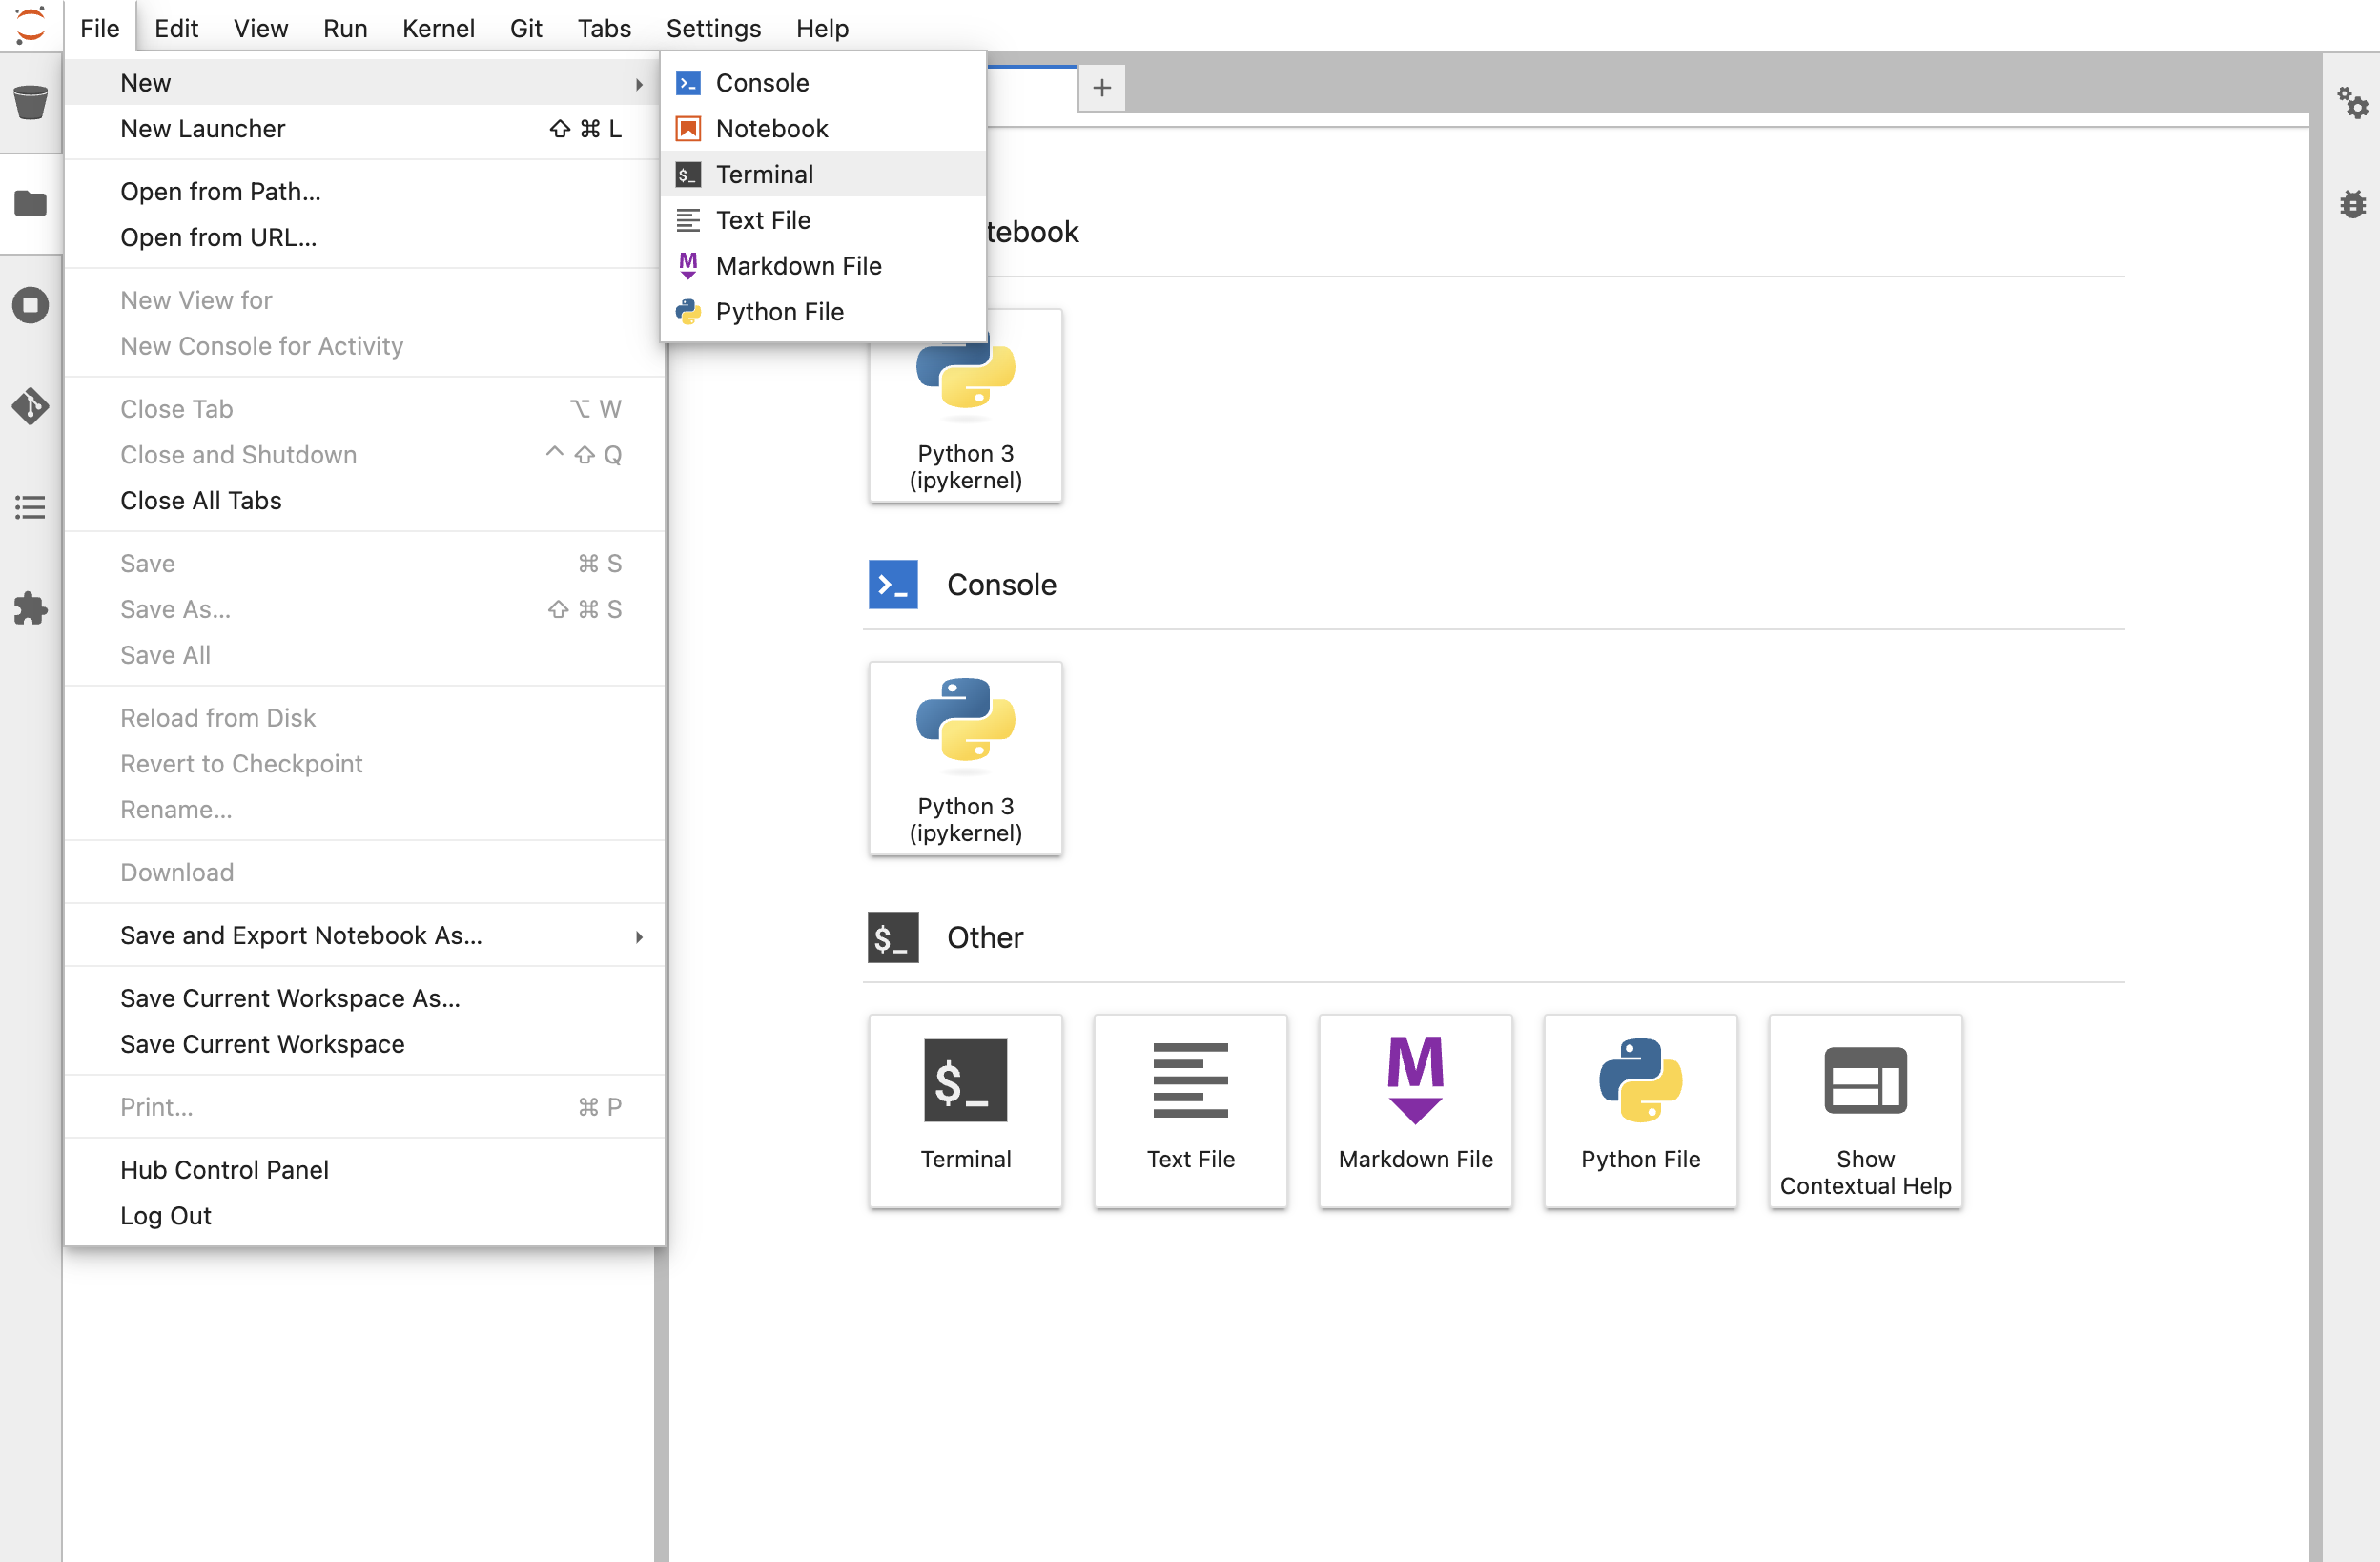 File Edit View Run Kernel Git Tabs Settings Help
New
New Launcher ⇧ ⌘ L
Open from Path...
Open from URL...
New View for
New Console for Activity
Close Tab ⌥ W
Close and Shutdown ^ ⇧ Q
Close All Tabs
Save ⌘ S
Save As... ⇧ ⌘ S
Save All
Reload from Disk
Revert to Checkpoint
Rename...
Download
Save and Export Notebook As...
Save Current Workspace As...
Save Current Workspace
Print... ⌘ P
Hub Control Panel
Log Out
Console
Notebook
$_ Terminal
Text File
Markdown File
Python File
tebook
Python 3
(ipykernel)
>_ Console
Python 3
(ipykernel)
$_ Other
$_
M
Terminal
Text File
Markdown File
Python File
Show
Contextual Help